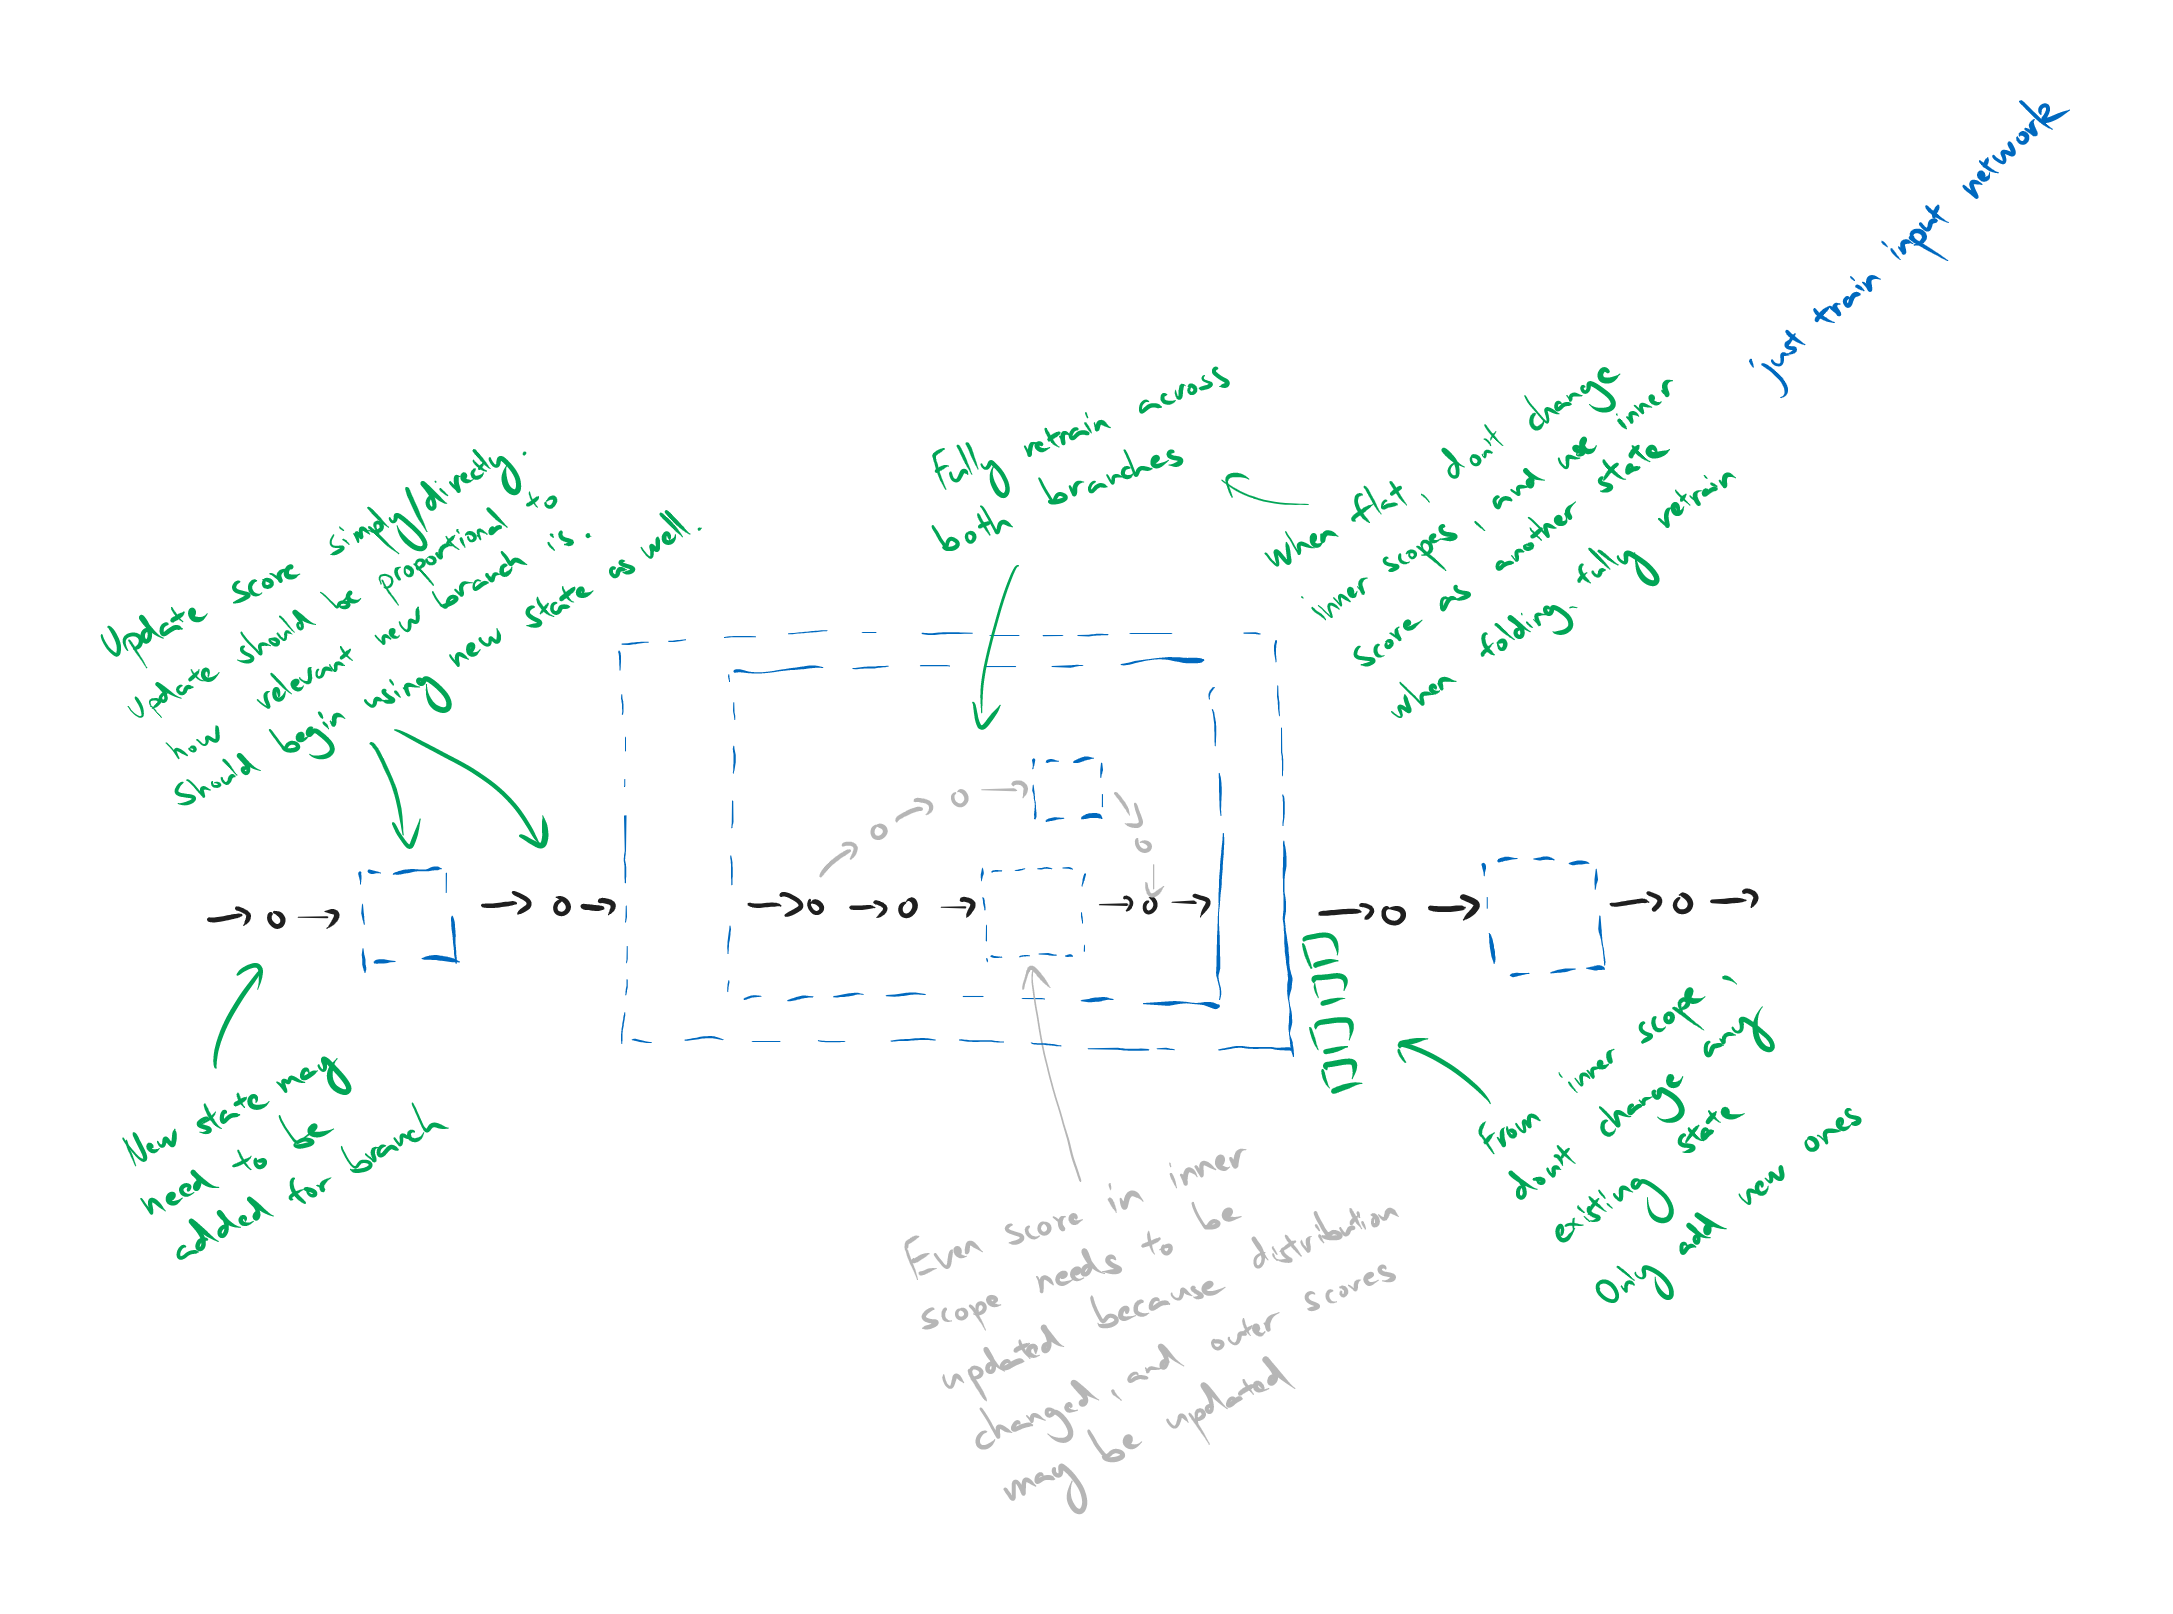 just train input network
Update score simply/directly.
Update should be proportional to
how relevant new branch is.
Should begin using new state as well.
Fully retrain across
both branches
When flat, don't change
inner scopes, and use inner
score as another state
when folding, fully retrain
New state may
need to be
added for branch
Even score in inner
scope needs to be
updated because distribution
changed, and outer scores
may be updated
From inner scope,
don't change any
existing state
Only add new ones